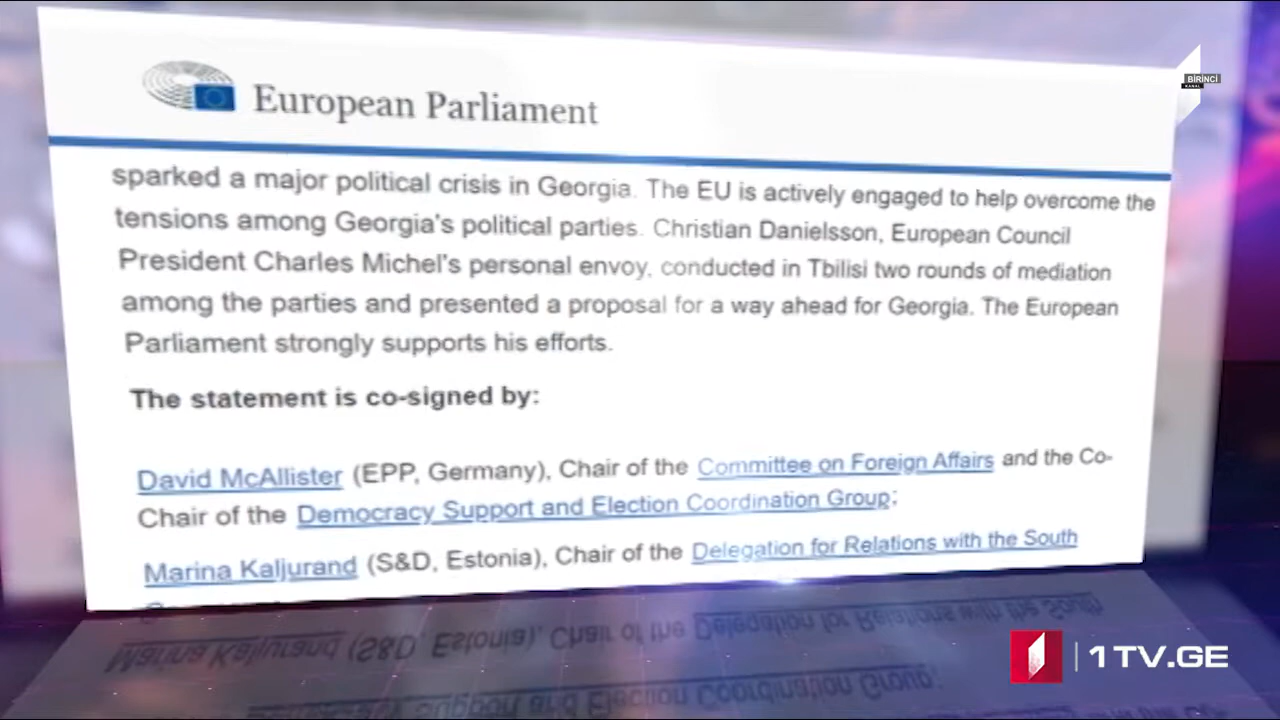 BİRİNCİ
KANAL
European Parliament
sparked a major political crisis in Georgia. The EU is actively engaged to help overcome the
tensions among Georgia's political parties. Christian Danielsson, European Council
President Charles Michel's personal envoy, conducted in Tbilisi two rounds of mediation
among the parties and presented a proposal for a way ahead for Georgia. The European
Parliament strongly supports his efforts.
The statement is co-signed by:
David McAllister (EPP, Germany), Chair of the Committee on Foreign Affairs and the Co-
Chair of the Democracy Support and Election Coordination Group;
Marina Kaljurand (S&D, Estonia), Chair of the Delegation for Relations with the South
1TV.GE